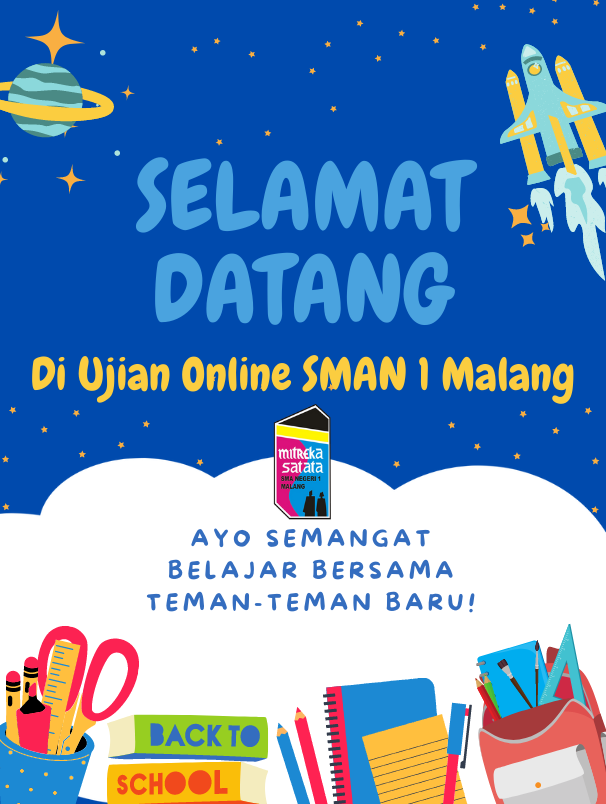 SELAMAT
DATANG
Di Ujian Online SMAN 1 Malang
mitreka
satata
SMA NEGERI 1
MALANG
AYO SEMANGAT
BELAJAR BERSAMA
TEMAN-TEMAN BARU!
BACK TO
SCHOOL